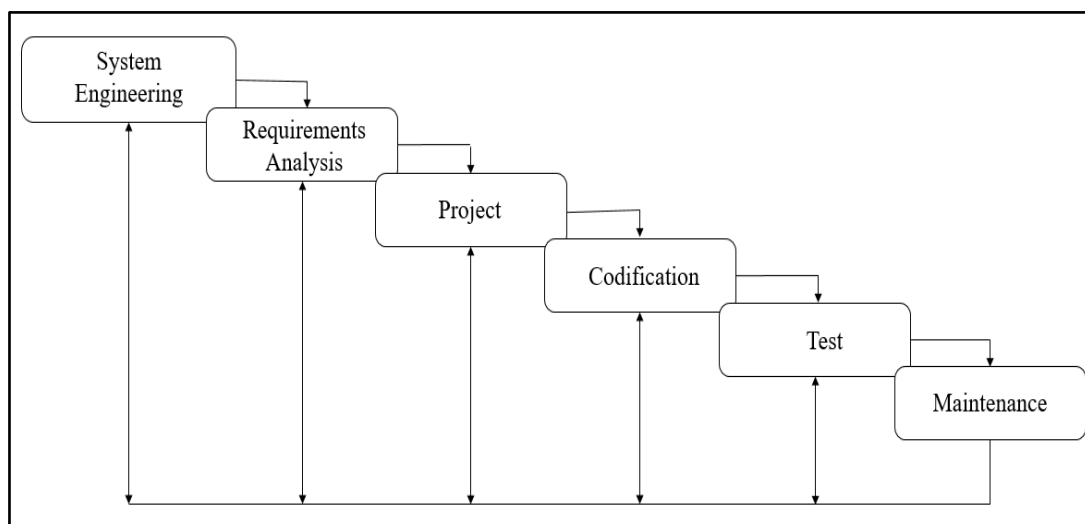 System
Engineering
Requirements
Analysis
Project
Codification
Test
Maintenance